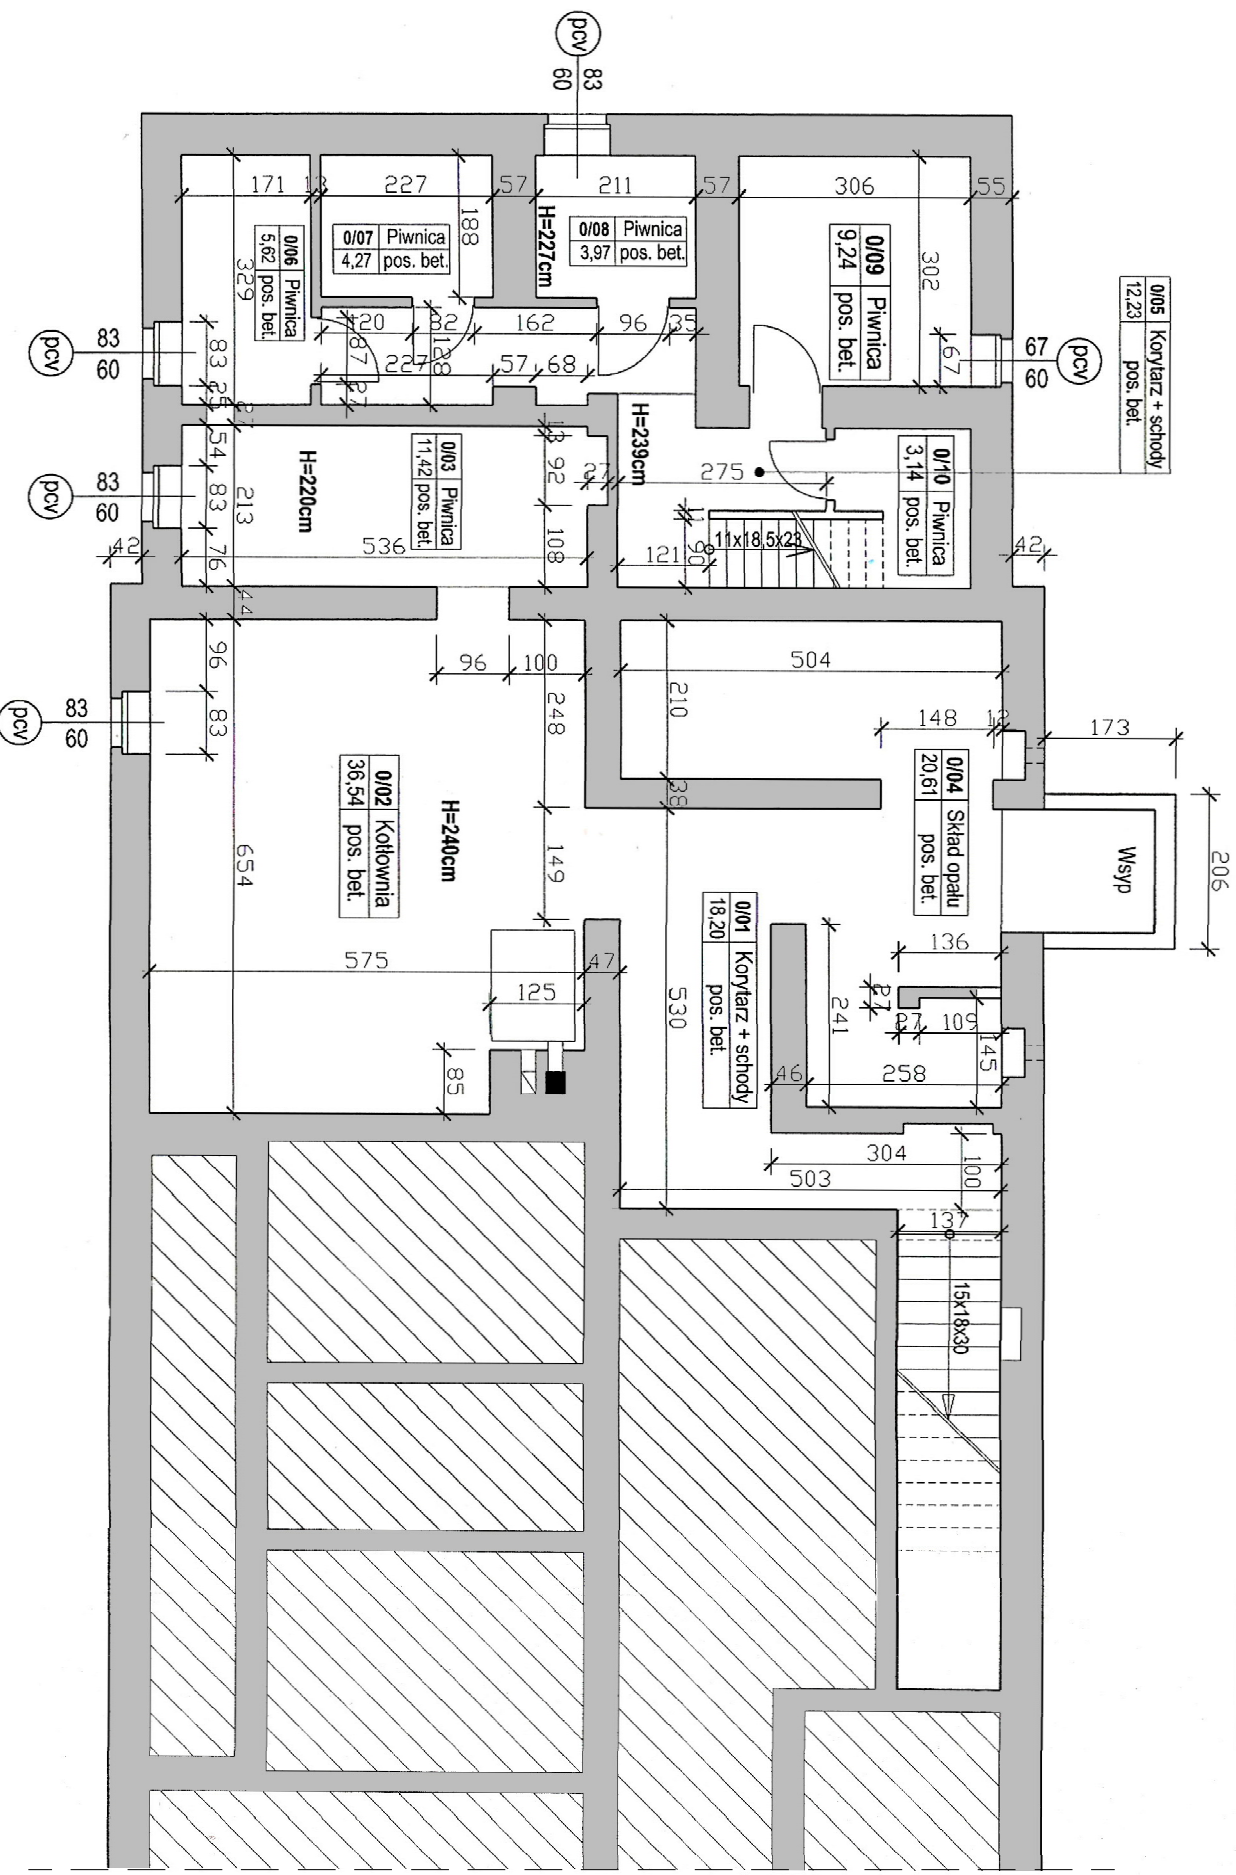 pcv
83
60
0/05 Korytarz + schody
12,23 pos. bet.
171
13
227
57
211
57
306
55
188
329
302
0/06 Piwnica
5,62 pos. bet.
0/07 Piwnica
4,27 pos. bet.
H=227cm
0/08 Piwnica
3,97 pos. bet.
0/09 Piwnica
9,24 pos. bet.
120
82
162
96
35
87
128
227
57
68
27
83
25
67
pcv
83
60
67
60
pcv
54
83
76
213
H=220cm
0/03 Piwnica
11,42 pos. bet.
13
92
27
108
536
H=239cm
275
0/10 Piwnica
3,14 pos. bet.
11
90
11x18,5x23
121
pcv
83
60
42
42
44
96
83
96
100
248
504
210
148
12
173
38
pcv
83
60
0/02 Kotłownia
36,54 pos. bet.
H=240cm
654
149
0/04 Skład opału
20,61 pos. bet.
Wsyp
206
0/01 Korytarz + schody
18,20 pos. bet.
575
47
125
85
530
136
241
27
109
145
46
258
304
100
503
137
15x18x30